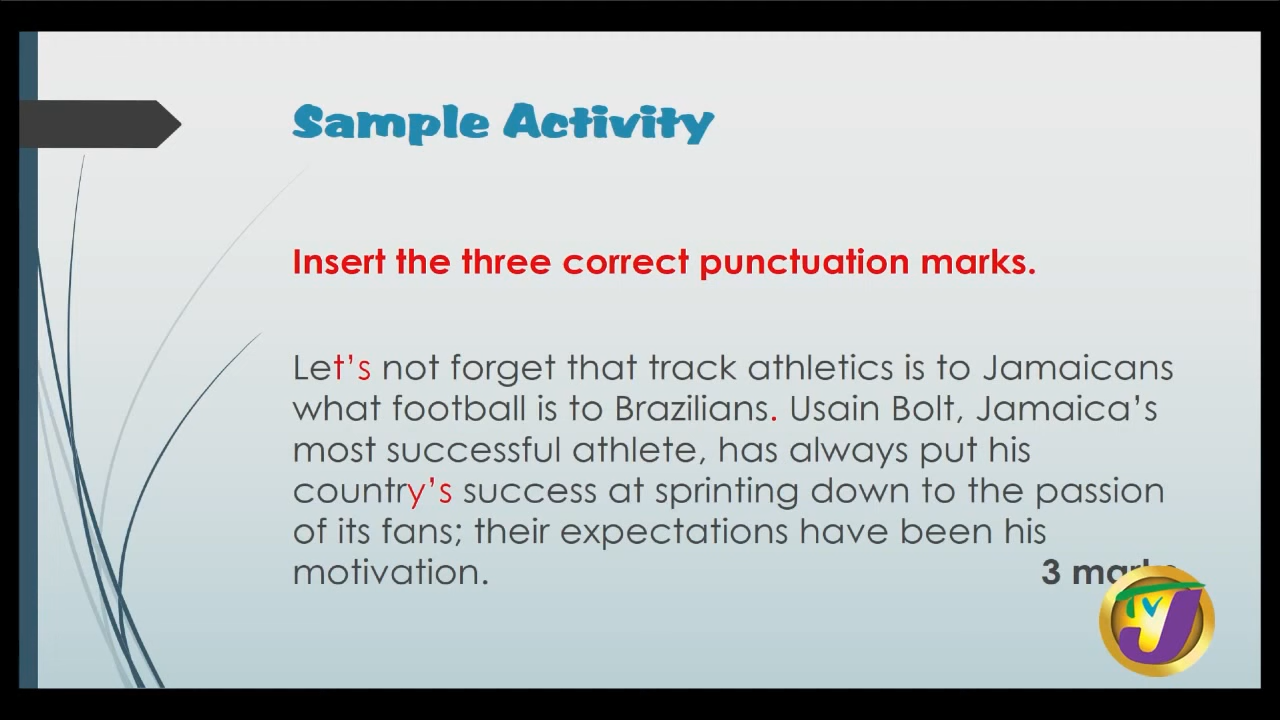 Sample Activity
Insert the three correct punctuation marks.
Let’s not forget that track athletics is to Jamaicans
what football is to Brazilians. Usain Bolt, Jamaica’s
most successful athlete, has always put his
country’s success at sprinting down to the passion
of its fans; their expectations have been his
motivation. 3
TVJ